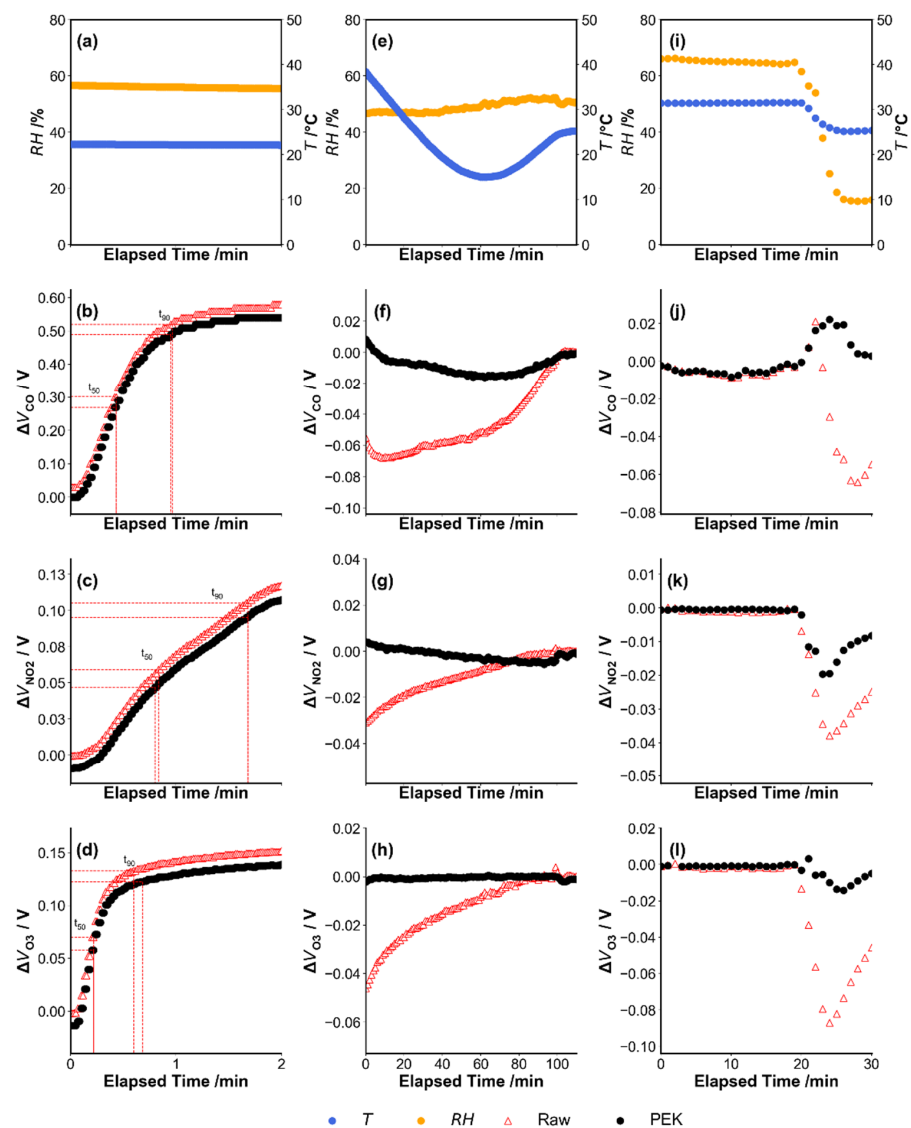 (a)
80
60
40
20
0
RH /%
50
40
30
20
10
0
T /°C
Elapsed Time /min
(e)
80
60
40
20
0
RH /%
50
40
30
20
10
0
T /°C
Elapsed Time /min
(i)
80
60
40
20
0
RH /%
50
40
30
20
10
0
T /°C
Elapsed Time /min
(b)
t90
t50
0.60
0.50
0.40
0.30
0.20
0.10
0.00
ΔVCO / V
Elapsed Time /min
(f)
0.02
0.00
−0.02
−0.04
−0.06
−0.08
−0.10
ΔVCO / V
Elapsed Time /min
(j)
0.04
0.02
0.00
−0.02
−0.04
−0.06
−0.08
ΔVCO / V
Elapsed Time /min
(c)
t90
t50
0.13
0.10
0.08
0.05
0.03
0.00
ΔVNO2 / V
Elapsed Time /min
(g)
0.04
0.02
0.00
−0.02
−0.04
ΔVNO2 / V
Elapsed Time /min
(k)
0.01
0.00
−0.01
−0.02
−0.03
−0.04
−0.05
ΔVNO2 / V
Elapsed Time /min
(d)
t90
t50
0.15
0.10
0.05
0.00
ΔVO3 / V
0 1 2
Elapsed Time /min
(h)
0.02
0.00
−0.02
−0.04
−0.06
ΔVO3 / V
0 20 40 60 80 100
Elapsed Time /min
(l)
0.02
0.00
−0.02
−0.04
−0.06
−0.08
−0.10
ΔVO3 / V
0 10 20 30
Elapsed Time /min
T RH Raw PEK